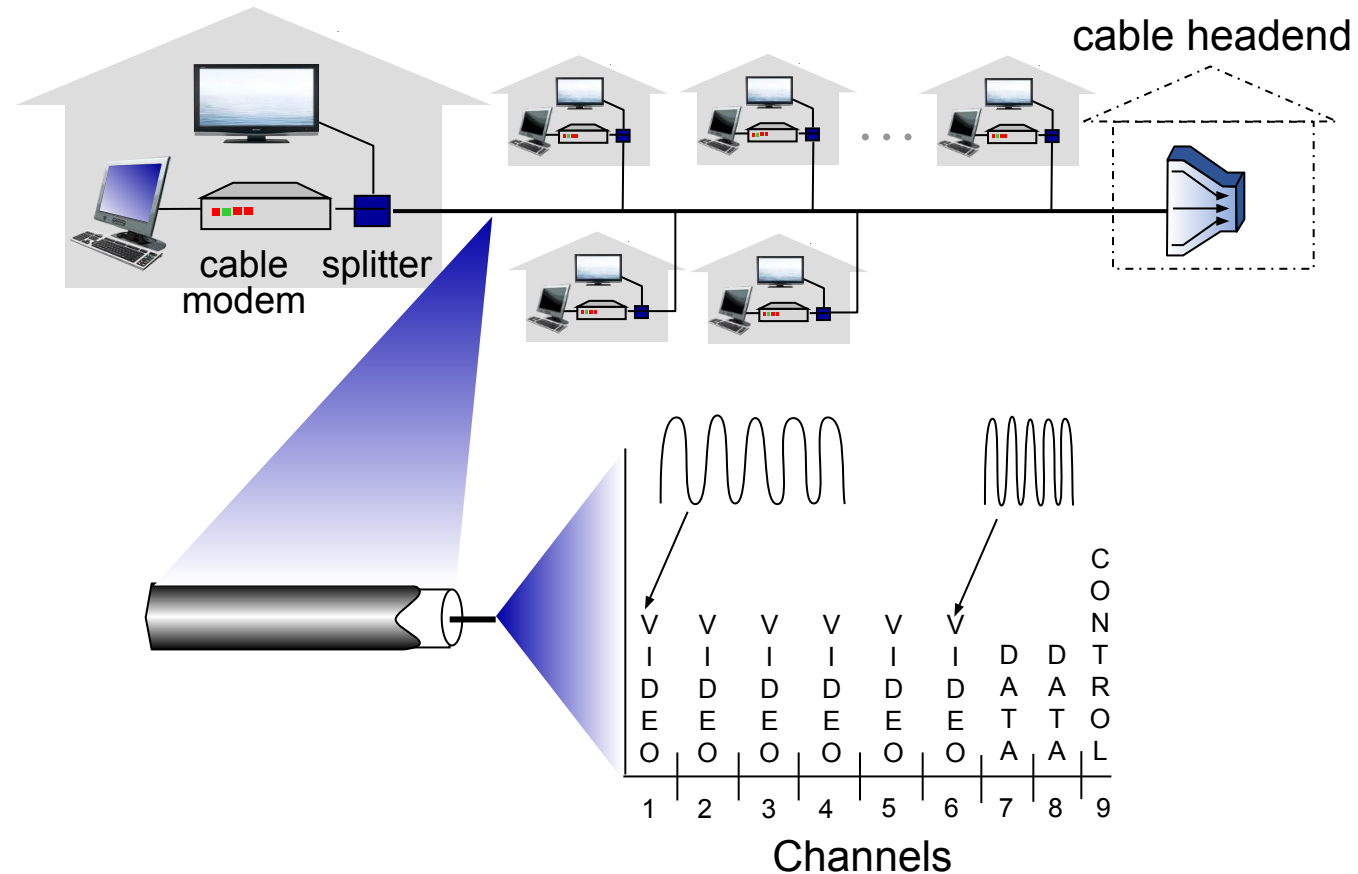 cable headend
cable splitter
modem
C
O
V V V V V V N
I I I I I I D D T
D D D D D D A A R
E E E E E E T T O
O O O O O O A A L
1 2 3 4 5 6 7 8 9
Channels